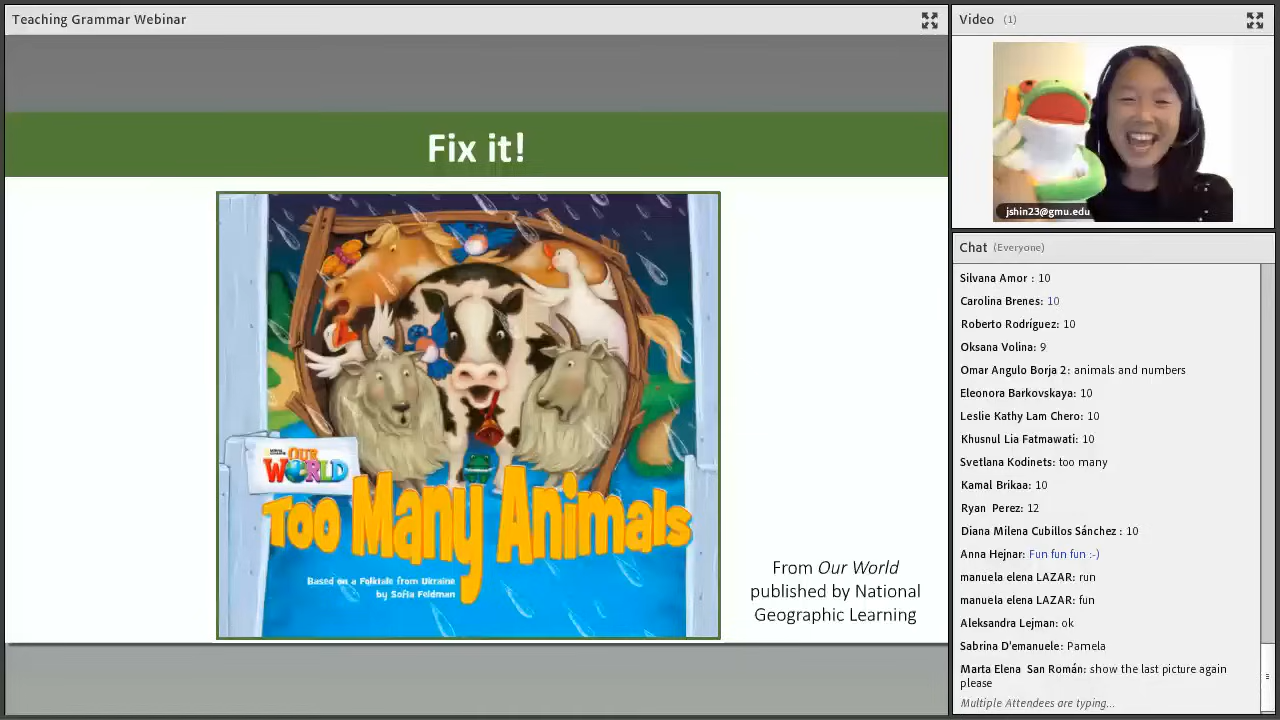 Teaching Grammar Webinar
Fix it!
OUR
WORLD
Too Many Animals
Based on a Folktale from Ukraine
by Sofia Feldman
From Our World
published by National
Geographic Learning
Video (1)
jshin23@gmu.edu
Chat (Everyone)
Silvana Amor : 10
Carolina Brenes: 10
Roberto Rodríguez: 10
Oksana Volina: 9
Omar Angulo Borja 2: animals and numbers
Eleonora Barkovskaya: 10
Leslie Kathy Lam Chero: 10
Khusnul Lia Fatmawati: 10
Svetlana Kodinets: too many
Kamal Brikaa: 10
Ryan Perez: 12
Diana Milena Cubillos Sánchez : 10
Anna Hejnar: Fun fun fun :-)
manuela elena LAZAR: run
manuela elena LAZAR: fun
Aleksandra Lejman: ok
Sabrina D'emanuele: Pamela
Marta Elena San Román: show the last picture again
please
Multiple Attendees are typing...